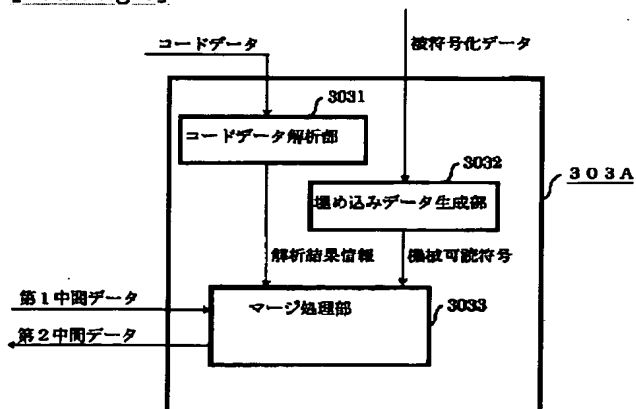 コードデータ
被符号化データ
3031
コードデータ解析部
3032
303A
埋め込みデータ生成部
解析結果情報
機械可読符号
第1中間データ
マージ処理部
3033
第2中間データ